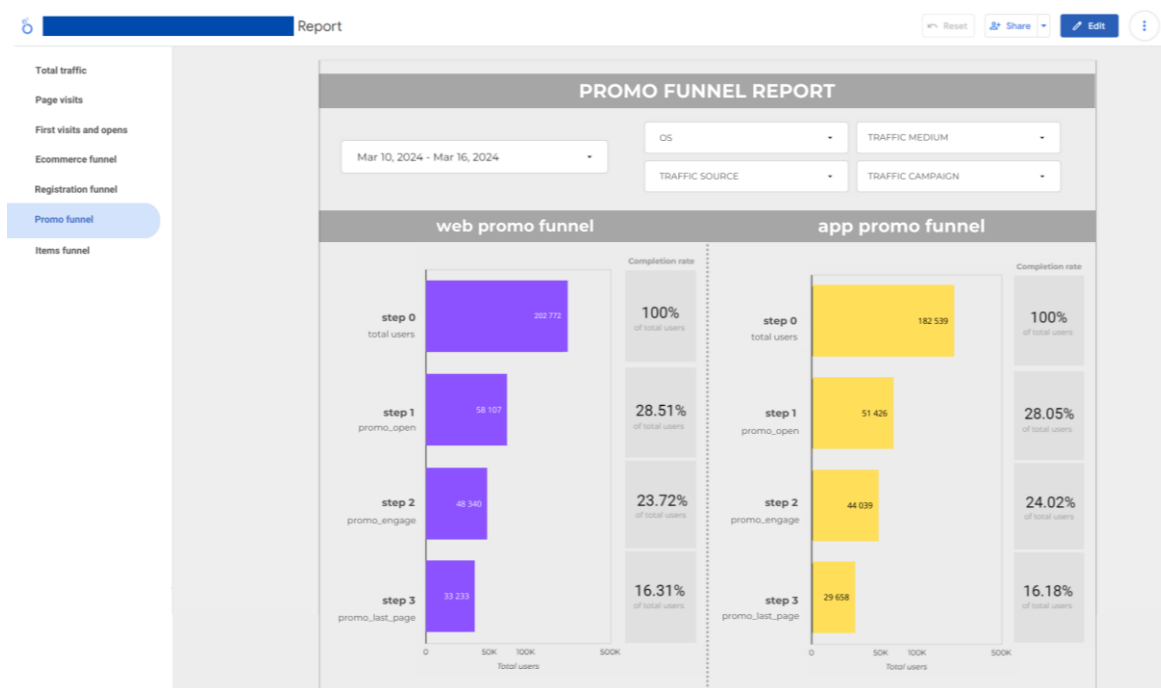 Report
Reset
Share
Edit
Total traffic
Page visits
First visits and opens
Ecommerce funnel
Registration funnel
Promo funnel
Items funnel
PROMO FUNNEL REPORT
Mar 10, 2024 - Mar 16, 2024
OS
TRAFFIC MEDIUM
TRAFFIC SOURCE
TRAFFIC CAMPAIGN
web promo funnel
Completion rate
step 0
total users
202 772
100%
of total users
step 1
promo_open
58 107
28.51%
of total users
step 2
promo_engage
48 340
23.72%
of total users
step 3
promo_last_page
33 233
16.31%
of total users
0 50K 100K 500K
Total users
app promo funnel
Completion rate
step 0
total users
182 539
100%
of total users
step 1
promo_open
51 426
28.05%
of total users
step 2
promo_engage
44 039
24.02%
of total users
step 3
promo_last_page
29 658
16.18%
of total users
0 50K 100K 500K
Total users